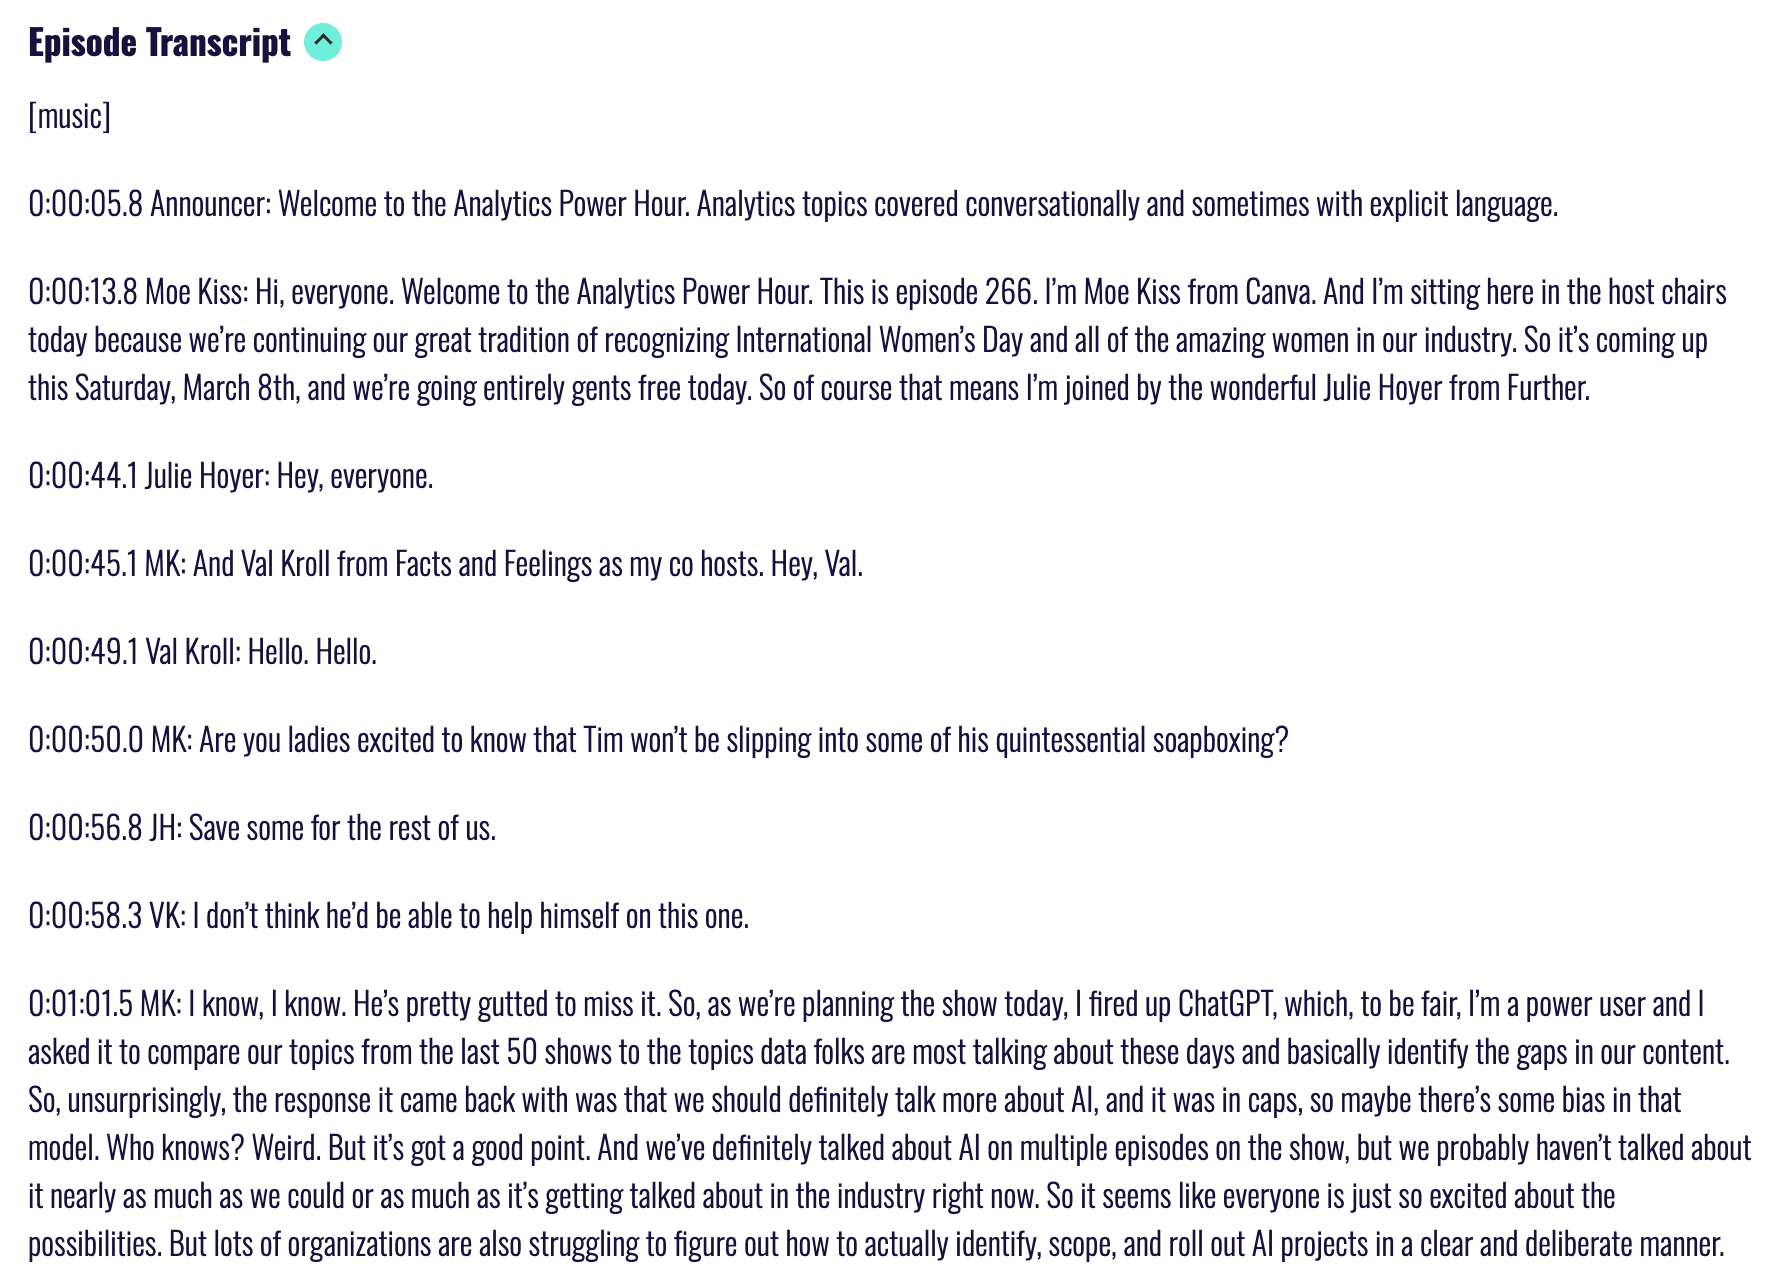 Episode Transcript
[music]
0:00:05.8 Announcer: Welcome to the Analytics Power Hour. Analytics topics covered conversationally and sometimes with explicit language.
0:00:13.8 Moe Kiss: Hi, everyone. Welcome to the Analytics Power Hour. This is episode 266. I’m Moe Kiss from Canva. And I’m sitting here in the host chairs
today because we’re continuing our great tradition of recognizing International Women’s Day and all of the amazing women in our industry. So it’s coming up
this Saturday, March 8th, and we’re going entirely gents free today. So of course that means I’m joined by the wonderful Julie Hoyer from Further.
0:00:44.1 Julie Hoyer: Hey, everyone.
0:00:45.1 MK: And Val Kroll from Facts and Feelings as my co hosts. Hey, Val.
0:00:49.1 Val Kroll: Hello. Hello.
0:00:50.0 MK: Are you ladies excited to know that Tim won’t be slipping into some of his quintessential soapboxing?
0:00:56.8 JH: Save some for the rest of us.
0:00:58.3 VK: I don’t think he’d be able to help himself on this one.
0:01:01.5 MK: I know, I know. He’s pretty gutted to miss it. So, as we’re planning the show today, I fired up ChatGPT, which, to be fair, I’m a power user and I
asked it to compare our topics from the last 50 shows to the topics data folks are most talking about these days and basically identify the gaps in our content.
So, unsurprisingly, the response it came back with was that we should definitely talk more about AI, and it was in caps, so maybe there’s some bias in that
model. Who knows? Weird. But it’s got a good point. And we’ve definitely talked about AI on multiple episodes on the show, but we probably haven’t talked about
it nearly as much as we could or as much as it’s getting talked about in the industry right now. So it seems like everyone is just so excited about the
possibilities. But lots of organizations are also struggling to figure out how to actually identify, scope, and roll out AI projects in a clear and deliberate manner.